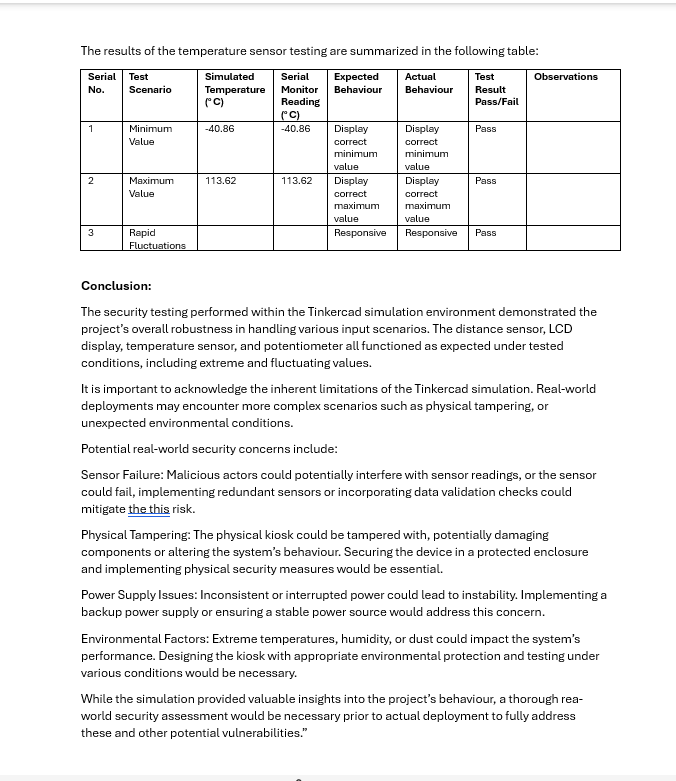 The results of the temperature sensor testing are summarized in the following table:
Serial No. Test Scenario Simulated Temperature (°C) Serial Monitor Reading (°C) Expected Behaviour Actual Behaviour Test Result Pass/Fail Observations
1 Minimum Value -40.86 -40.86 Display correct minimum value Display correct minimum value Pass
2 Maximum Value 113.62 113.62 Display correct maximum value Display correct maximum value Pass
3 Rapid Fluctuations Responsive Responsive Pass
Conclusion:
The security testing performed within the Tinkercad simulation environment demonstrated the
project's overall robustness in handling various input scenarios. The distance sensor, LCD
display, temperature sensor, and potentiometer all functioned as expected under tested
conditions, including extreme and fluctuating values.
It is important to acknowledge the inherent limitations of the Tinkercad simulation. Real-world
deployments may encounter more complex scenarios such as physical tampering, or
unexpected environmental conditions.
Potential real-world security concerns include:
Sensor Failure: Malicious actors could potentially interfere with sensor readings, or the sensor
could fail, implementing redundant sensors or incorporating data validation checks could
mitigate the this risk.
Physical Tampering: The physical kiosk could be tampered with, potentially damaging
components or altering the system's behaviour. Securing the device in a protected enclosure
and implementing physical security measures would be essential.
Power Supply Issues: Inconsistent or interrupted power could lead to instability. Implementing a
backup power supply or ensuring a stable power source would address this concern.
Environmental Factors: Extreme temperatures, humidity, or dust could impact the system's
performance. Designing the kiosk with appropriate environmental protection and testing under
various conditions would be necessary.
While the simulation provided valuable insights into the project's behaviour, a thorough rea-
world security assessment would be necessary prior to actual deployment to fully address
these and other potential vulnerabilities.”